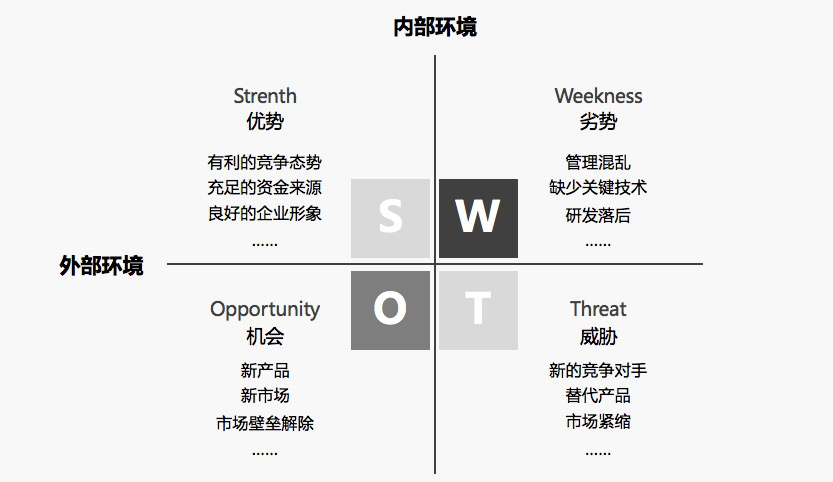 内部环境
Strenth
优势
有利的竞争态势
充足的资金来源
良好的企业形象
......
S
W
Weekness
劣势
管理混乱
缺少关键技术
研发落后
......
外部环境
Opportunity
机会
新产品
新市场
市场壁垒解除
......
O
T
Threat
威胁
新的竞争对手
替代产品
市场紧缩
......